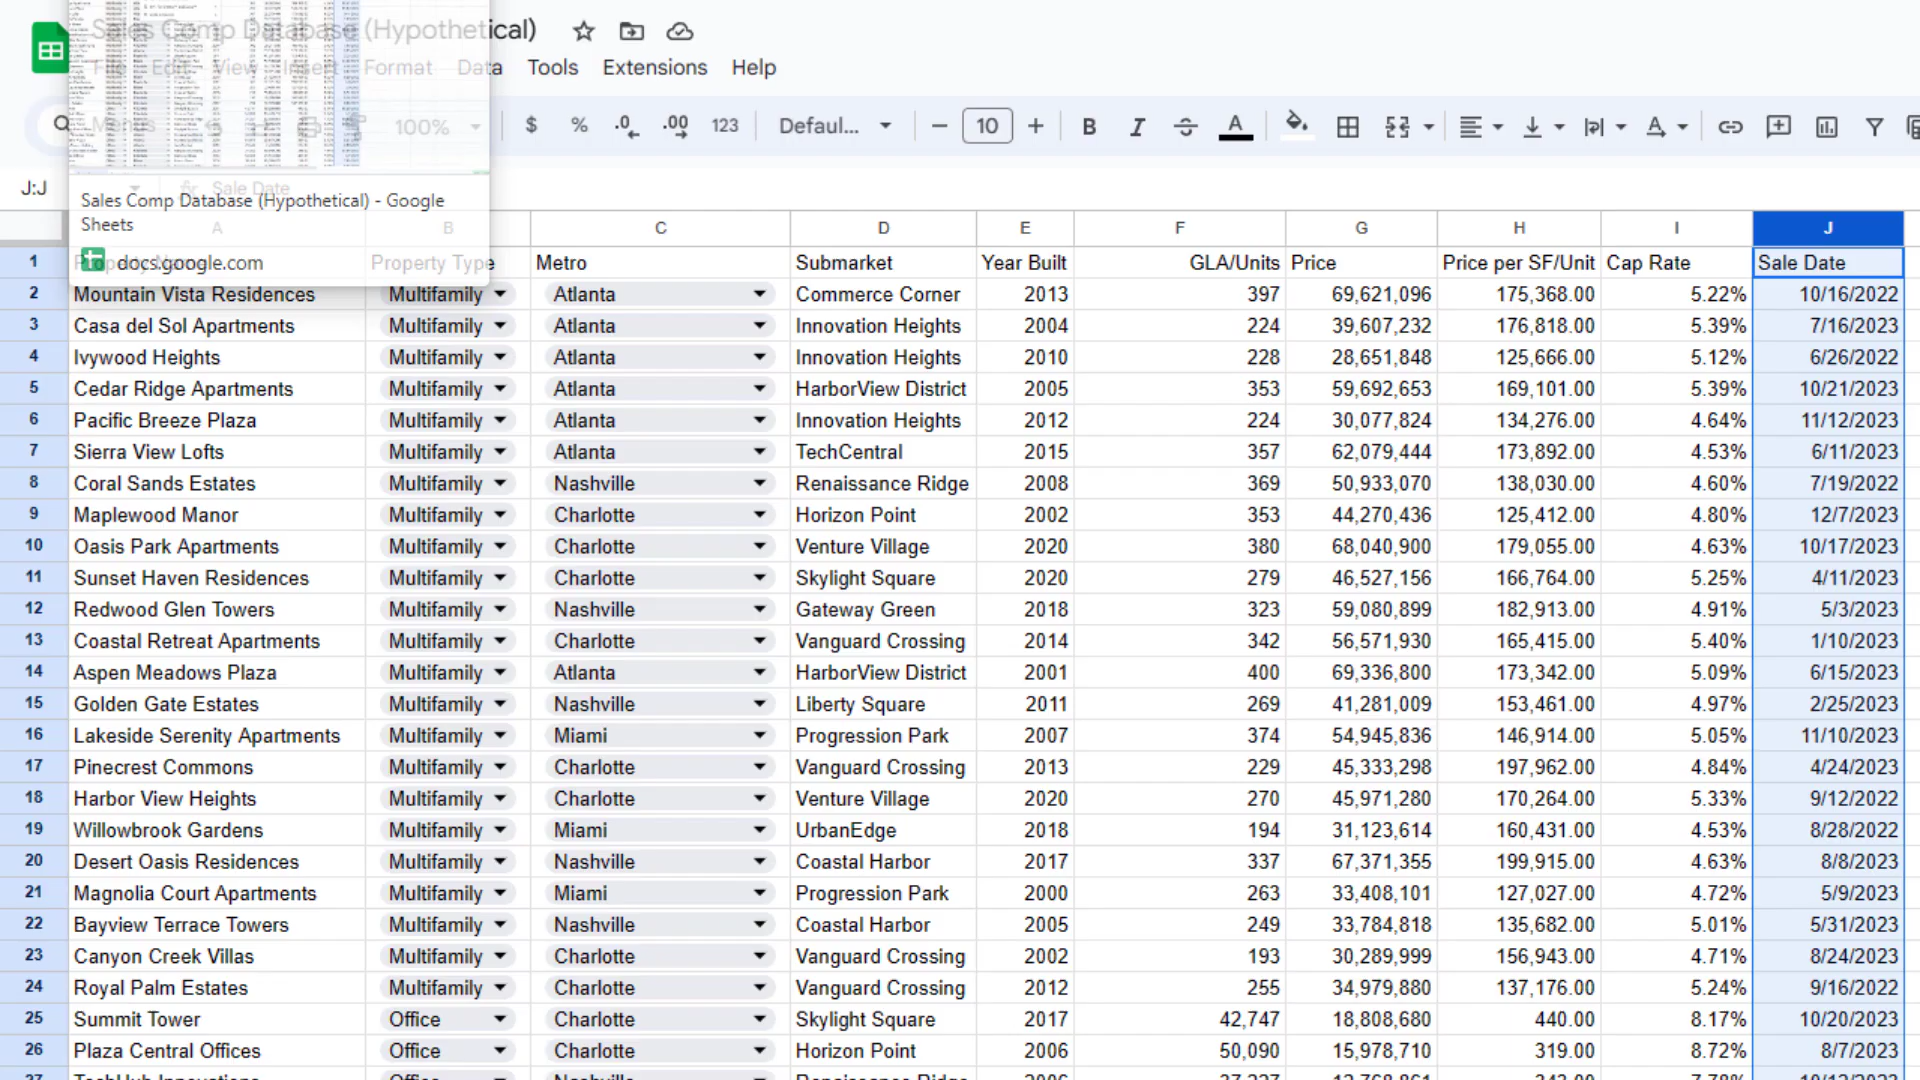 Sales Comp Database (Hypothetical)
File Edit View Insert Format Data Tools Extensions Help
Menus 100% $ % .0 .00 123 Defaul... 10 B I A
J:J fx Sale Date
Sales Comp Database (Hypothetical) - Google
Sheets
docs.google.com
A B C D E F G H I J
1 Property Name Property Type Metro Submarket Year Built GLA/Units Price Price per SF/Unit Cap Rate Sale Date
2 Mountain Vista Residences Multifamily Atlanta Commerce Corner 2013 397 69,621,096 175,368.00 5.22% 10/16/2022
3 Casa del Sol Apartments Multifamily Atlanta Innovation Heights 2004 224 39,607,232 176,818.00 5.39% 7/16/2023
4 Ivywood Heights Multifamily Atlanta Innovation Heights 2010 228 28,651,848 125,666.00 5.12% 6/26/2022
5 Cedar Ridge Apartments Multifamily Atlanta HarborView District 2005 353 59,692,653 169,101.00 5.39% 10/21/2023
6 Pacific Breeze Plaza Multifamily Atlanta Innovation Heights 2012 224 30,077,824 134,276.00 4.64% 11/12/2023
7 Sierra View Lofts Multifamily Atlanta TechCentral 2015 357 62,079,444 173,892.00 4.53% 6/11/2023
8 Coral Sands Estates Multifamily Nashville Renaissance Ridge 2008 369 50,933,070 138,030.00 4.60% 7/19/2022
9 Maplewood Manor Multifamily Charlotte Horizon Point 2002 353 44,270,436 125,412.00 4.80% 12/7/2023
10 Oasis Park Apartments Multifamily Charlotte Venture Village 2020 380 68,040,900 179,055.00 4.63% 10/17/2023
11 Sunset Haven Residences Multifamily Charlotte Skylight Square 2020 279 46,527,156 166,764.00 5.25% 4/11/2023
12 Redwood Glen Towers Multifamily Nashville Gateway Green 2018 323 59,080,899 182,913.00 4.91% 5/3/2023
13 Coastal Retreat Apartments Multifamily Charlotte Vanguard Crossing 2014 342 56,571,930 165,415.00 5.40% 1/10/2023
14 Aspen Meadows Plaza Multifamily Atlanta HarborView District 2001 400 69,336,800 173,342.00 5.09% 6/15/2023
15 Golden Gate Estates Multifamily Nashville Liberty Square 2011 269 41,281,009 153,461.00 4.97% 2/25/2023
16 Lakeside Serenity Apartments Multifamily Miami Progression Park 2007 374 54,945,836 146,914.00 5.05% 11/10/2023
17 Pinecrest Commons Multifamily Charlotte Vanguard Crossing 2013 229 45,333,298 197,962.00 4.84% 4/24/2023
18 Harbor View Heights Multifamily Charlotte Venture Village 2020 270 45,971,280 170,264.00 5.33% 9/12/2022
19 Willowbrook Gardens Multifamily Miami UrbanEdge 2018 194 31,123,614 160,431.00 4.53% 8/28/2022
20 Desert Oasis Residences Multifamily Nashville Coastal Harbor 2017 337 67,371,355 199,915.00 4.63% 8/8/2023
21 Magnolia Court Apartments Multifamily Miami Progression Park 2000 263 33,408,101 127,027.00 4.72% 5/9/2023
22 Bayview Terrace Towers Multifamily Nashville Coastal Harbor 2005 249 33,784,818 135,682.00 5.01% 5/31/2023
23 Canyon Creek Villas Multifamily Charlotte Vanguard Crossing 2002 193 30,289,999 156,943.00 4.71% 8/24/2023
24 Royal Palm Estates Multifamily Charlotte Vanguard Crossing 2012 255 34,979,880 137,176.00 5.24% 9/16/2022
25 Summit Tower Office Charlotte Skylight Square 2017 42,747 18,808,680 440.00 8.17% 10/20/2023
26 Plaza Central Offices Office Charlotte Horizon Point 2006 50,090 15,978,710 319.00 8.72% 8/7/2023